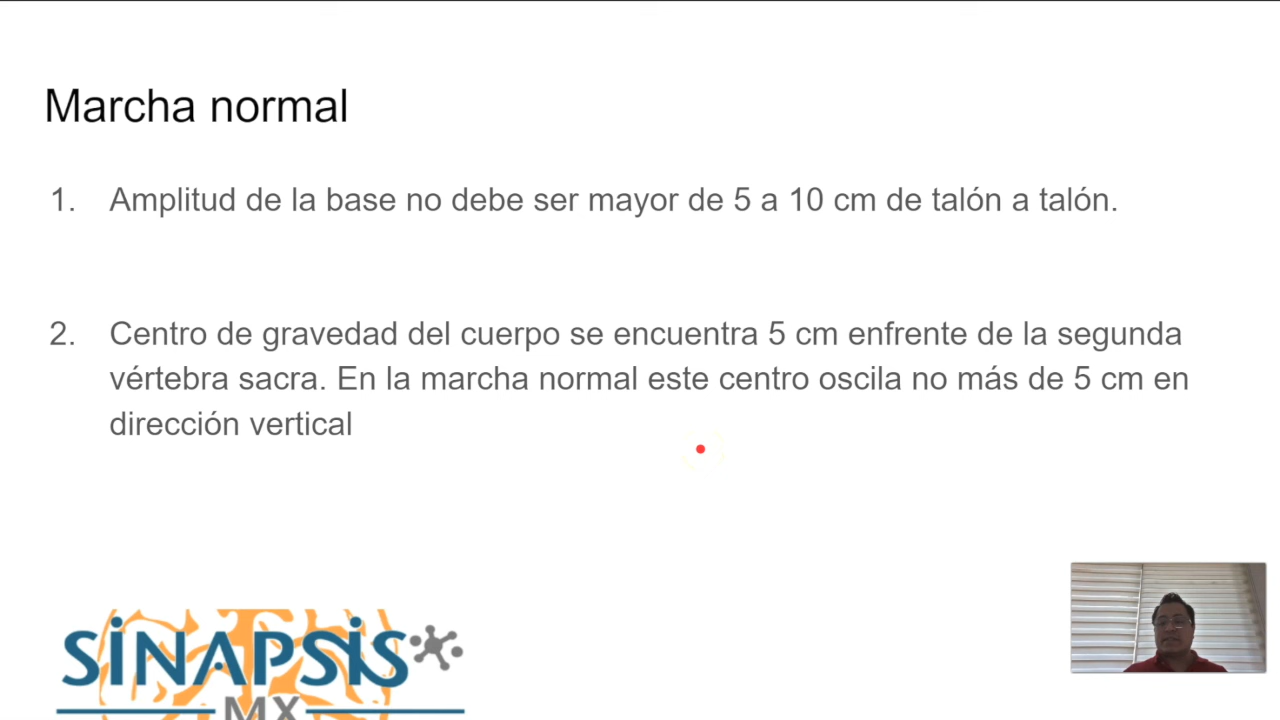 Marcha normal
1. Amplitud de la base no debe ser mayor de 5 a 10 cm de talón a talón.
2. Centro de gravedad del cuerpo se encuentra 5 cm enfrente de la segunda
vértebra sacra. En la marcha normal este centro oscila no más de 5 cm en
dirección vertical
SINAPSIS
MX